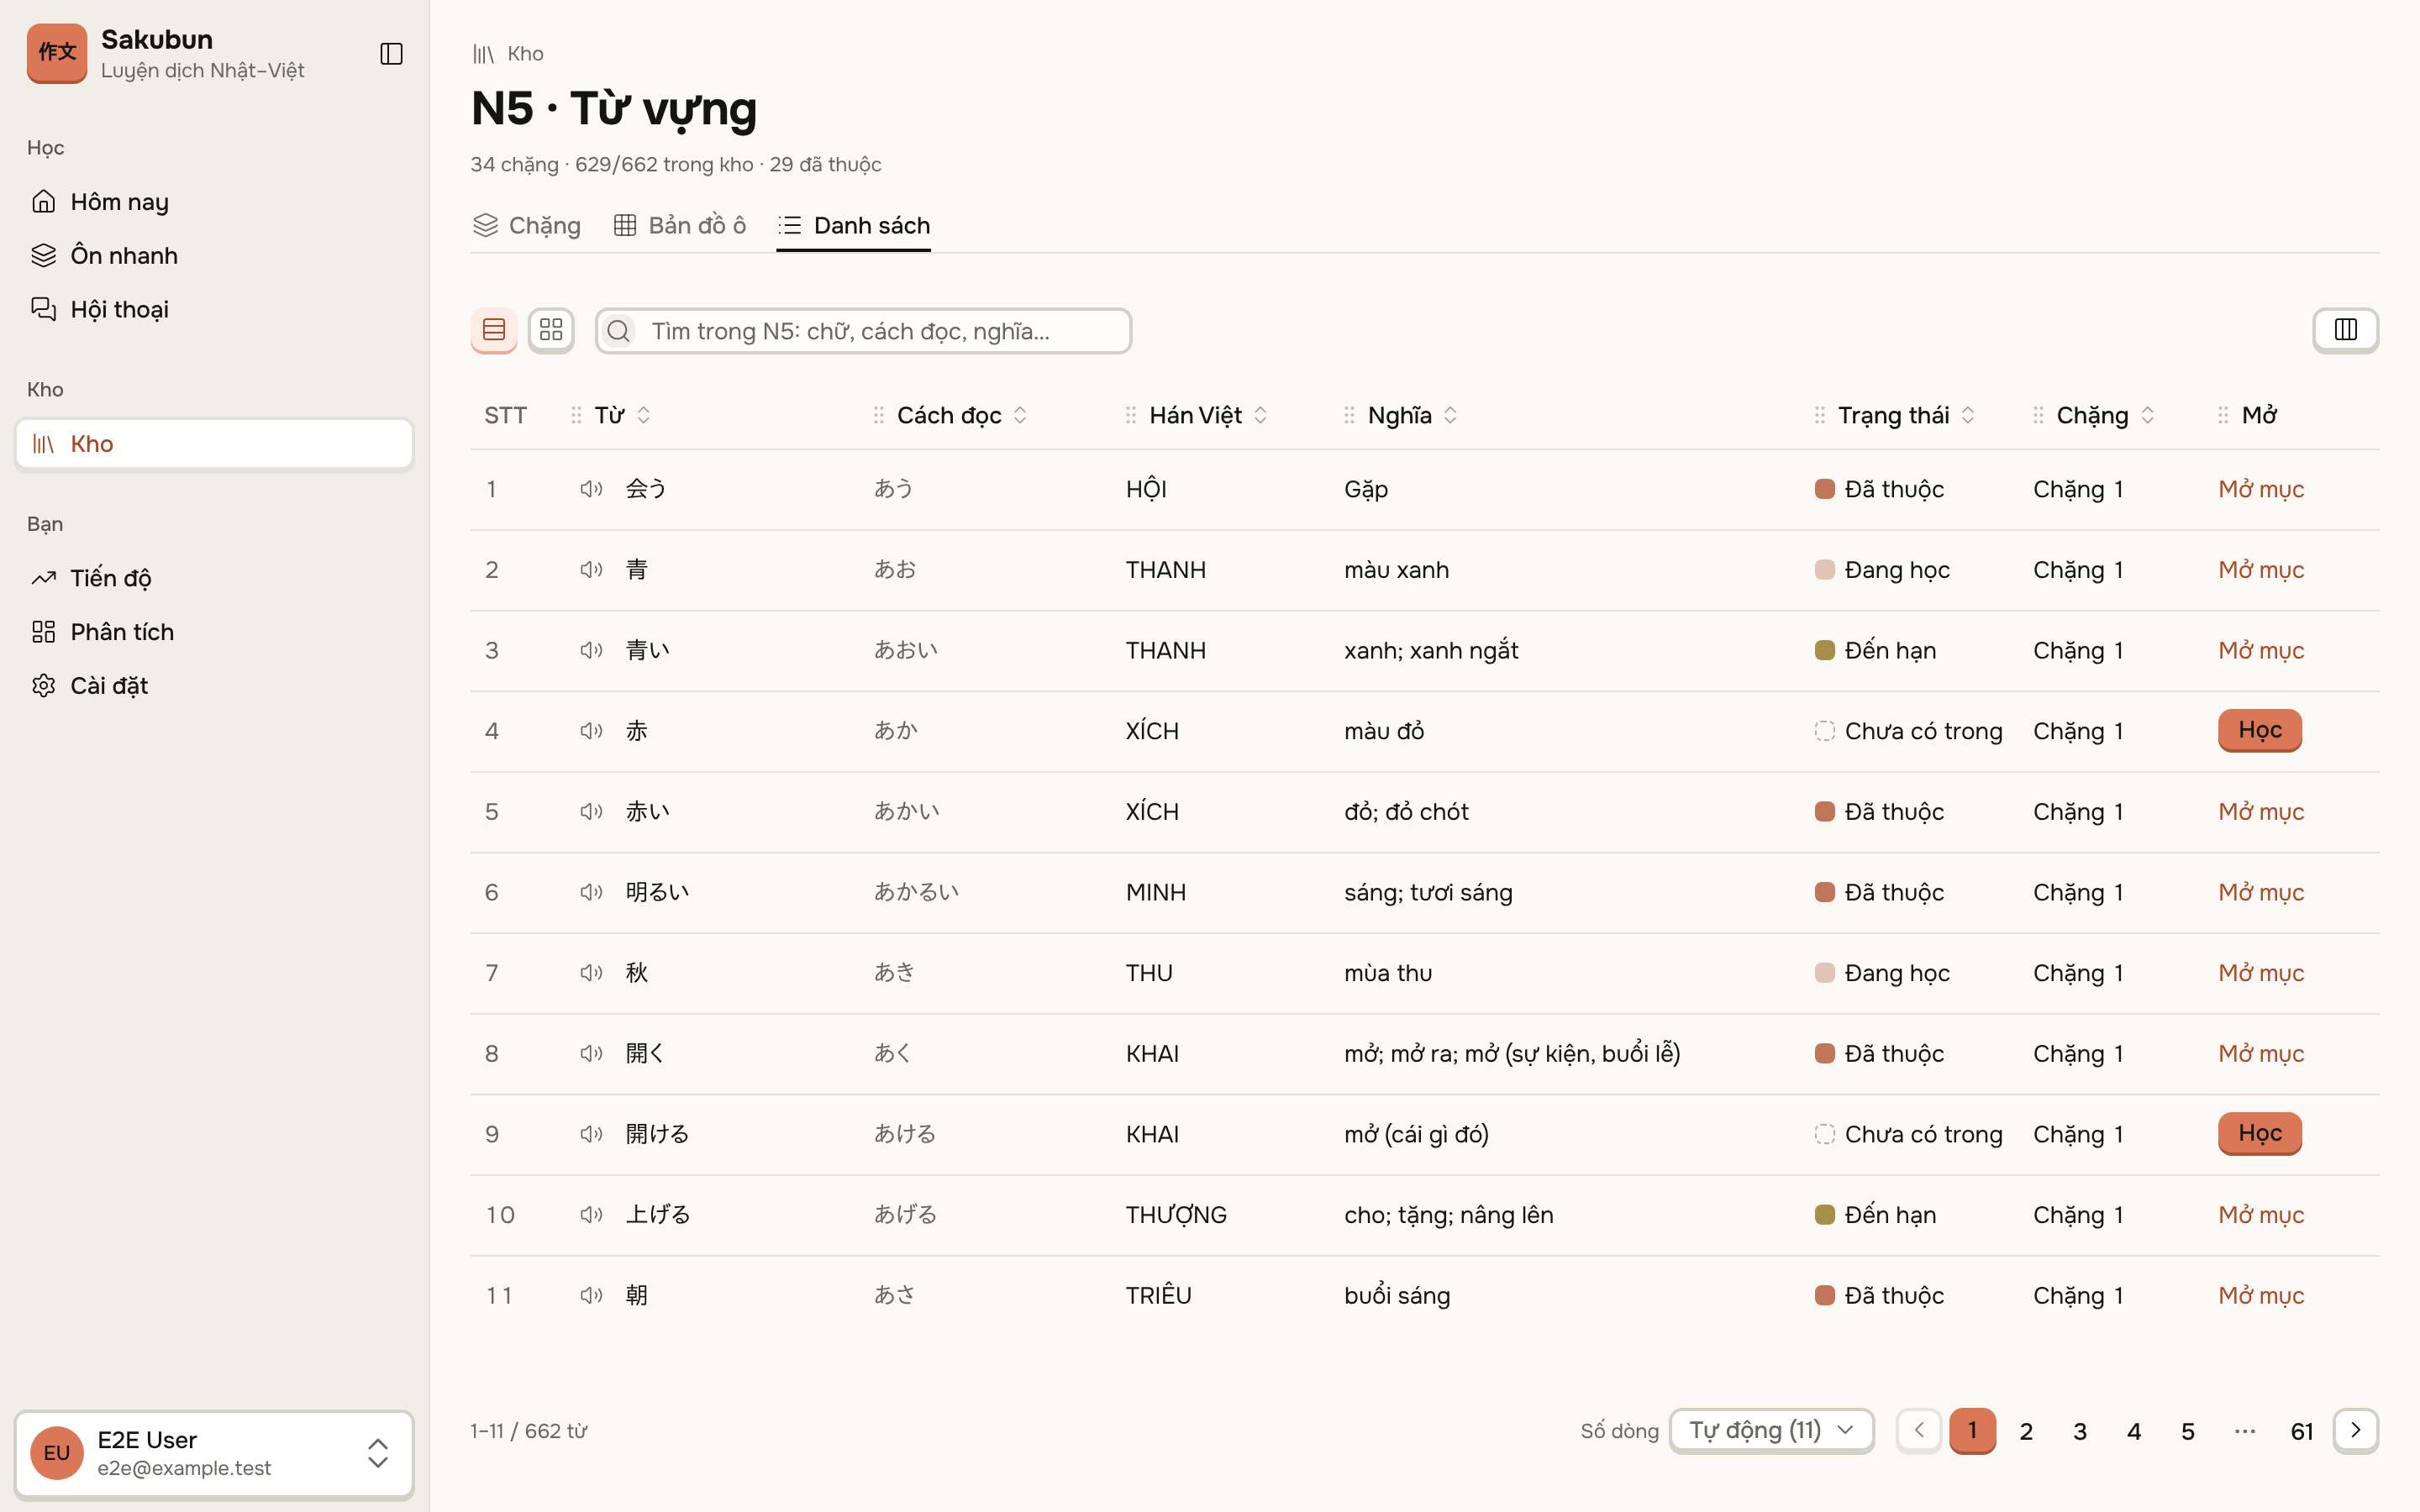 作文
Sakubun
Luyện dịch Nhật–Việt
Học
Hôm nay
Ôn nhanh
Hội thoại
Kho
Kho
Bạn
Tiến độ
Phân tích
Cài đặt
EU
E2E User
e2e@example.test
Kho
N5 · Từ vựng
34 chặng · 629/662 trong kho · 29 đã thuộc
Chặng Bản đồ ô Danh sách
Tìm trong N5: chữ, cách đọc, nghĩa...
STT Từ Cách đọc Hán Việt Nghĩa Trạng thái Chặng Mở
1 会う あう HỘI Gặp Đã thuộc Chặng 1 Mở mục
2 青 あお THANH màu xanh Đang học Chặng 1 Mở mục
3 青い あおい THANH xanh; xanh ngắt Đến hạn Chặng 1 Mở mục
4 赤 あか XÍCH màu đỏ Chưa có trong Chặng 1 Học
5 赤い あかい XÍCH đỏ; đỏ chót Đã thuộc Chặng 1 Mở mục
6 明るい あかるい MINH sáng; tươi sáng Đã thuộc Chặng 1 Mở mục
7 秋 あき THU mùa thu Đang học Chặng 1 Mở mục
8 開く あく KHAI mở; mở ra; mở (sự kiện, buổi lễ) Đã thuộc Chặng 1 Mở mục
9 開ける あける KHAI mở (cái gì đó) Chưa có trong Chặng 1 Học
10 上げる あげる THƯỢNG cho; tặng; nâng lên Đến hạn Chặng 1 Mở mục
11 朝 あさ TRIÊU buổi sáng Đã thuộc Chặng 1 Mở mục
1–11 / 662 từ
Số dòng Tự động (11) 1 2 3 4 5 ··· 61